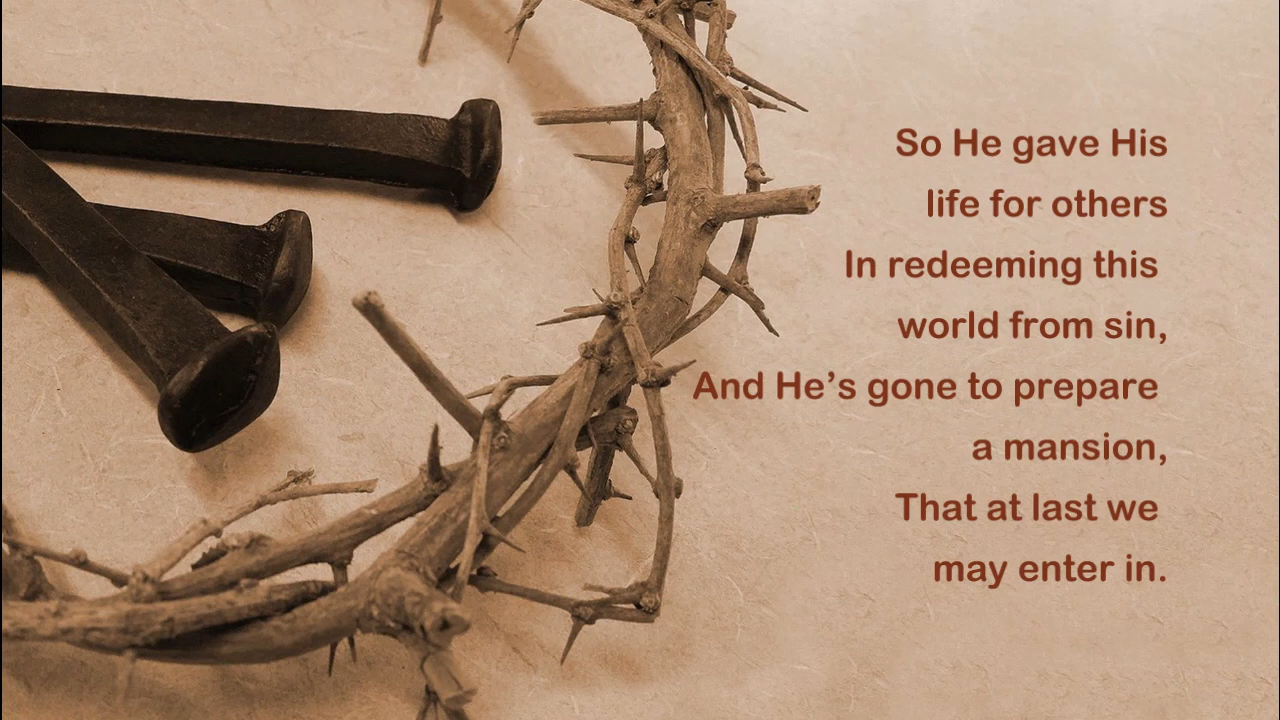 So He gave His
life for others
In redeeming this
world from sin,
And He’s gone to prepare
a mansion,
That at last we
may enter in.